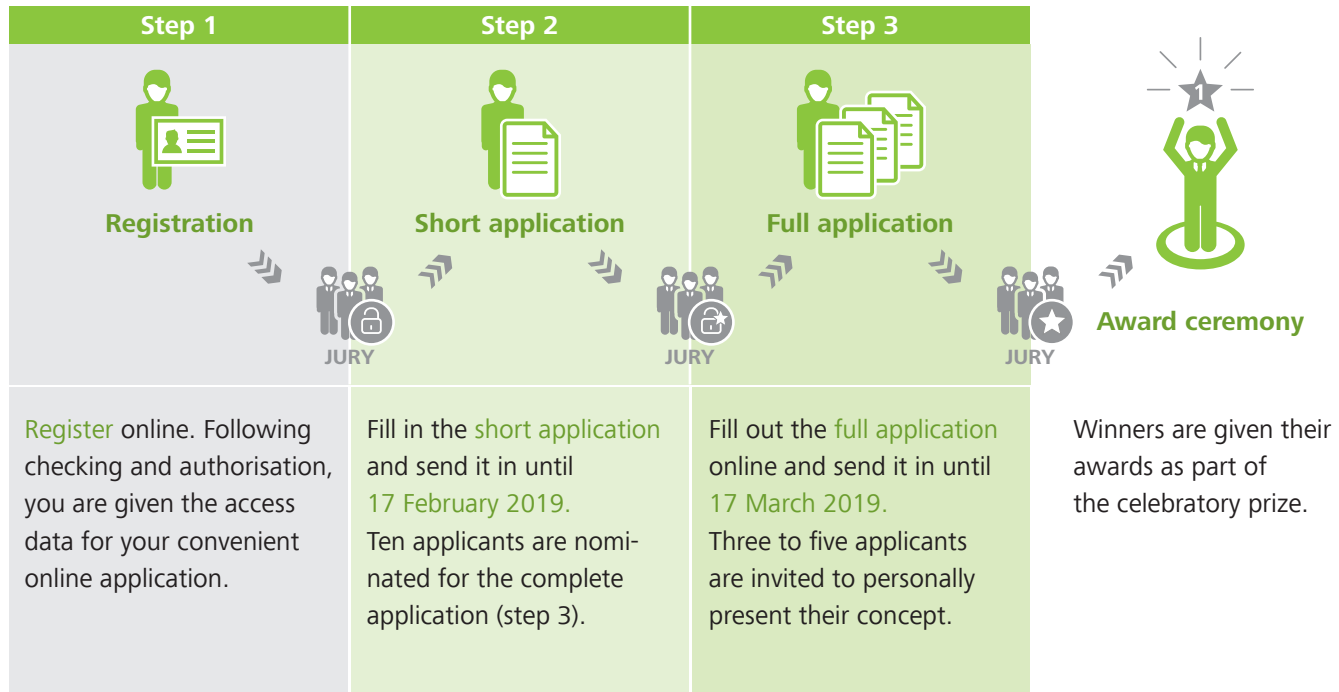 Step 1
Step 2
Step 3
1
Registration
Short application
Full application
JURY
JURY
JURY
Award ceremony
Register online. Following
checking and authorisation,
you are given the access
data for your convenient
online application.
Fill in the short application
and send it in until
17 February 2019.
Ten applicants are nomi-
nated for the complete
application (step 3).
Fill out the full application
online and send it in until
17 March 2019.
Three to five applicants
are invited to personally
present their concept.
Winners are given their
awards as part of
the celebratory prize.